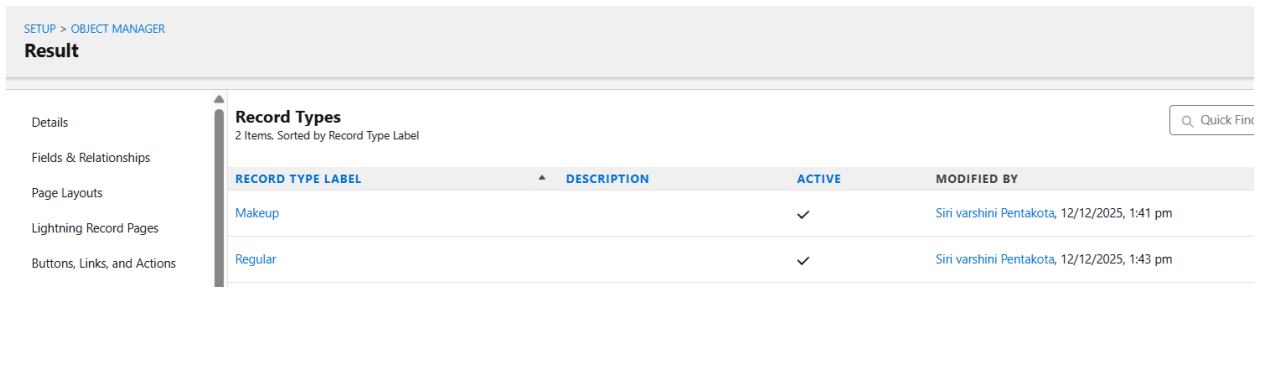 SETUP > OBJECT MANAGER
Result
Details
Fields & Relationships
Page Layouts
Lightning Record Pages
Buttons, Links, and Actions
Record Types
2 Items, Sorted by Record Type Label
Quick Find
RECORD TYPE LABEL DESCRIPTION ACTIVE MODIFIED BY
Makeup Siri varshini Pentakota, 12/12/2025, 1:41 pm
Regular Siri varshini Pentakota, 12/12/2025, 1:43 pm